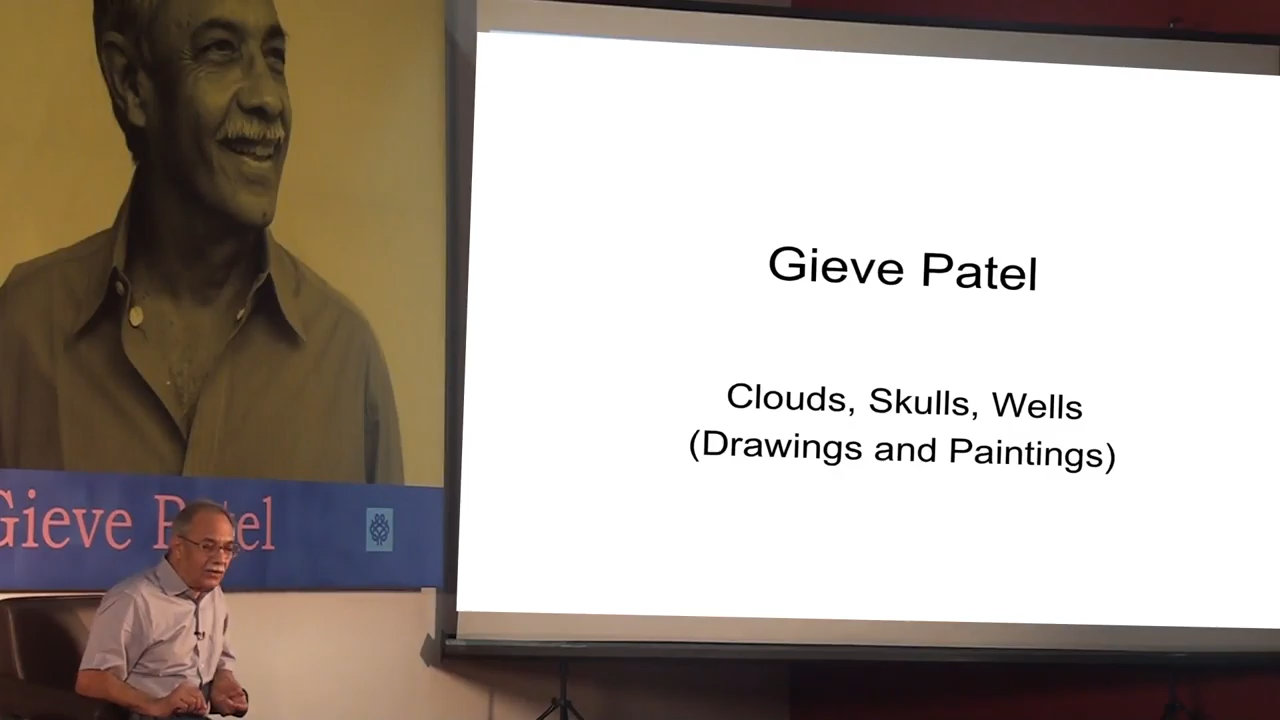 Gieve Patel
Clouds, Skulls, Wells
(Drawings and Paintings)
Gieve Patel